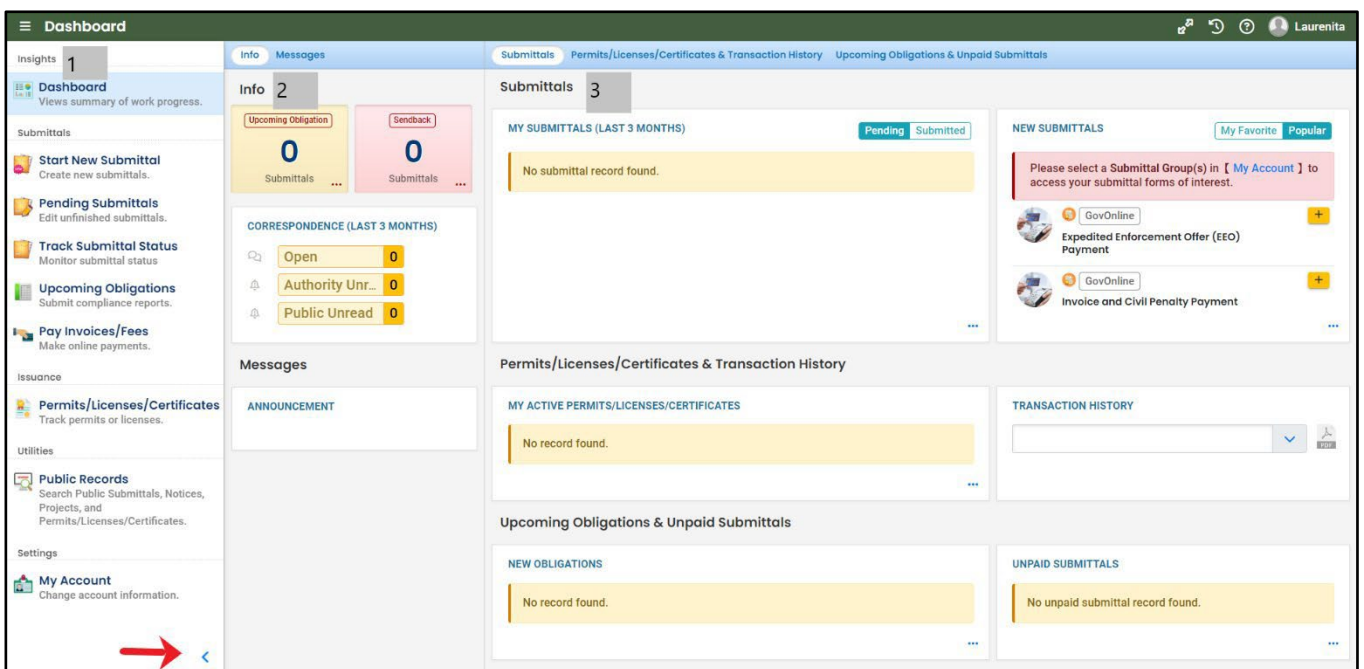 Dashboard
Laurenita
Insights
1
Dashboard
Views summary of work progress.
Submittals
Start New Submittal
Create new submittals.
Pending Submittals
Edit unfinished submittals.
Track Submittal Status
Monitor submittal status
Upcoming Obligations
Submit compliance reports.
Pay Invoices/Fees
Make online payments.
Issuance
Permits/Licenses/Certificates
Track permits or licenses.
Utilities
Public Records
Search Public Submittals, Notices,
Projects, and
Permits/Licenses/Certificates.
Settings
My Account
Change account information.
Info Messages
Info 2
Upcoming Obligation
0
Submittals ...
Sendback
0
Submittals ...
CORRESPONDENCE (LAST 3 MONTHS)
Open 0
Authority Unr... 0
Public Unread 0
Messages
ANNOUNCEMENT
Submittals Permits/Licenses/Certificates & Transaction History Upcoming Obligations & Unpaid Submittals
Submittals 3
MY SUBMITTALS (LAST 3 MONTHS) Pending Submitted
No submittal record found.
...
NEW SUBMITTALS My Favorite Popular
Please select a Submittal Group(s) in 【 My Account 】 to
access your submittal forms of interest.
GovOnline +
Expedited Enforcement Offer (EEO)
Payment
GovOnline +
Invoice and Civil Penalty Payment
...
Permits/Licenses/Certificates & Transaction History
MY ACTIVE PERMITS/LICENSES/CERTIFICATES
No record found.
...
TRANSACTION HISTORY
PDF
Upcoming Obligations & Unpaid Submittals
NEW OBLIGATIONS
No record found.
...
UNPAID SUBMITTALS
No unpaid submittal record found.
...